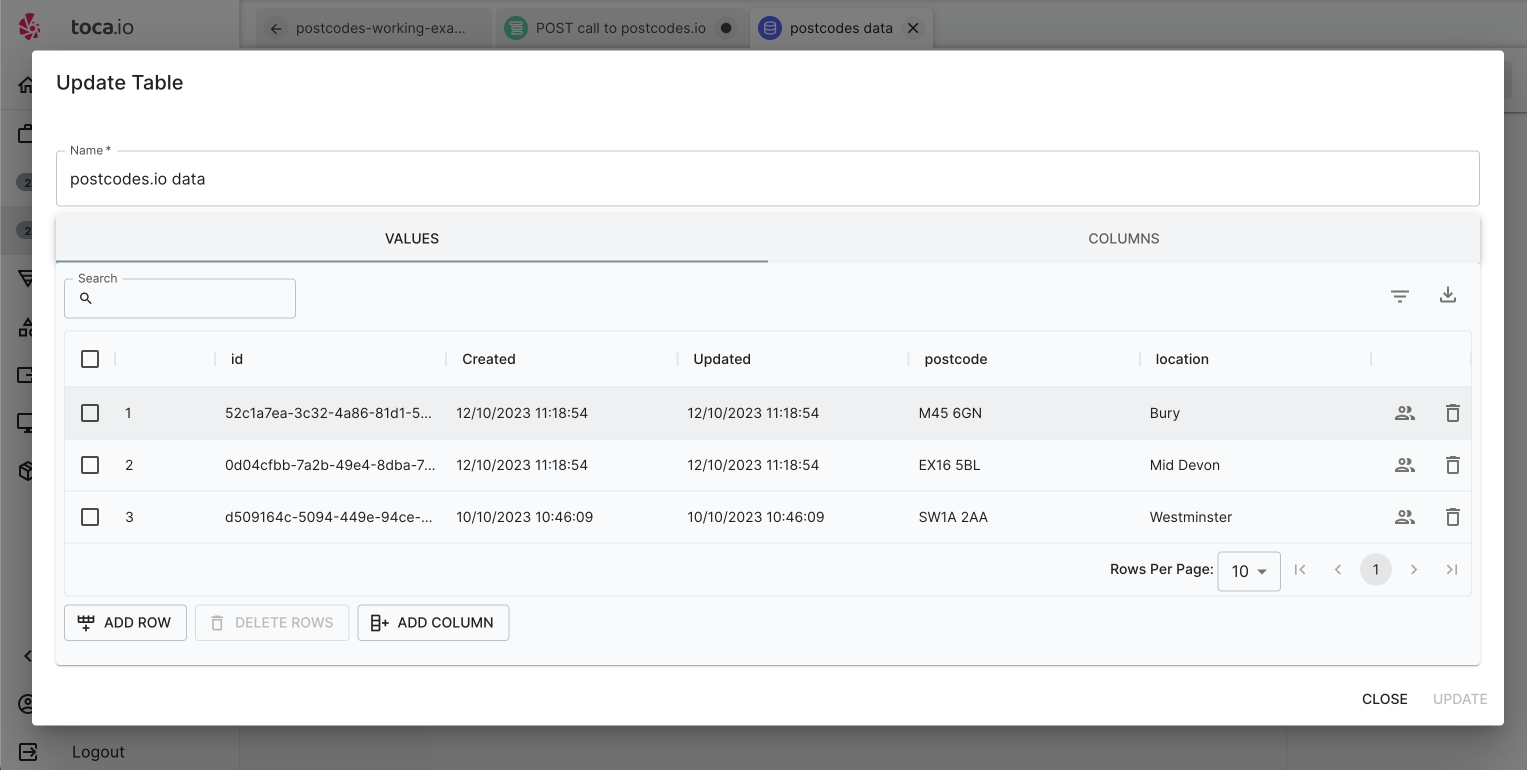 toca.io
postcodes-working-exa...
POST call to postcodes.io
postcodes data
Update Table
Name *
postcodes.io data
VALUES
COLUMNS
Search
id Created Updated postcode location
1 52c1a7ea-3c32-4a86-81d1-5... 12/10/2023 11:18:54 12/10/2023 11:18:54 M45 6GN Bury
2 0d04cfbb-7a2b-49e4-8dba-7... 12/10/2023 11:18:54 12/10/2023 11:18:54 EX16 5BL Mid Devon
3 d509164c-5094-449e-94ce-... 10/10/2023 10:46:09 10/10/2023 10:46:09 SW1A 2AA Westminster
Rows Per Page: 10 1
ADD ROW DELETE ROWS ADD COLUMN
CLOSE UPDATE
Logout